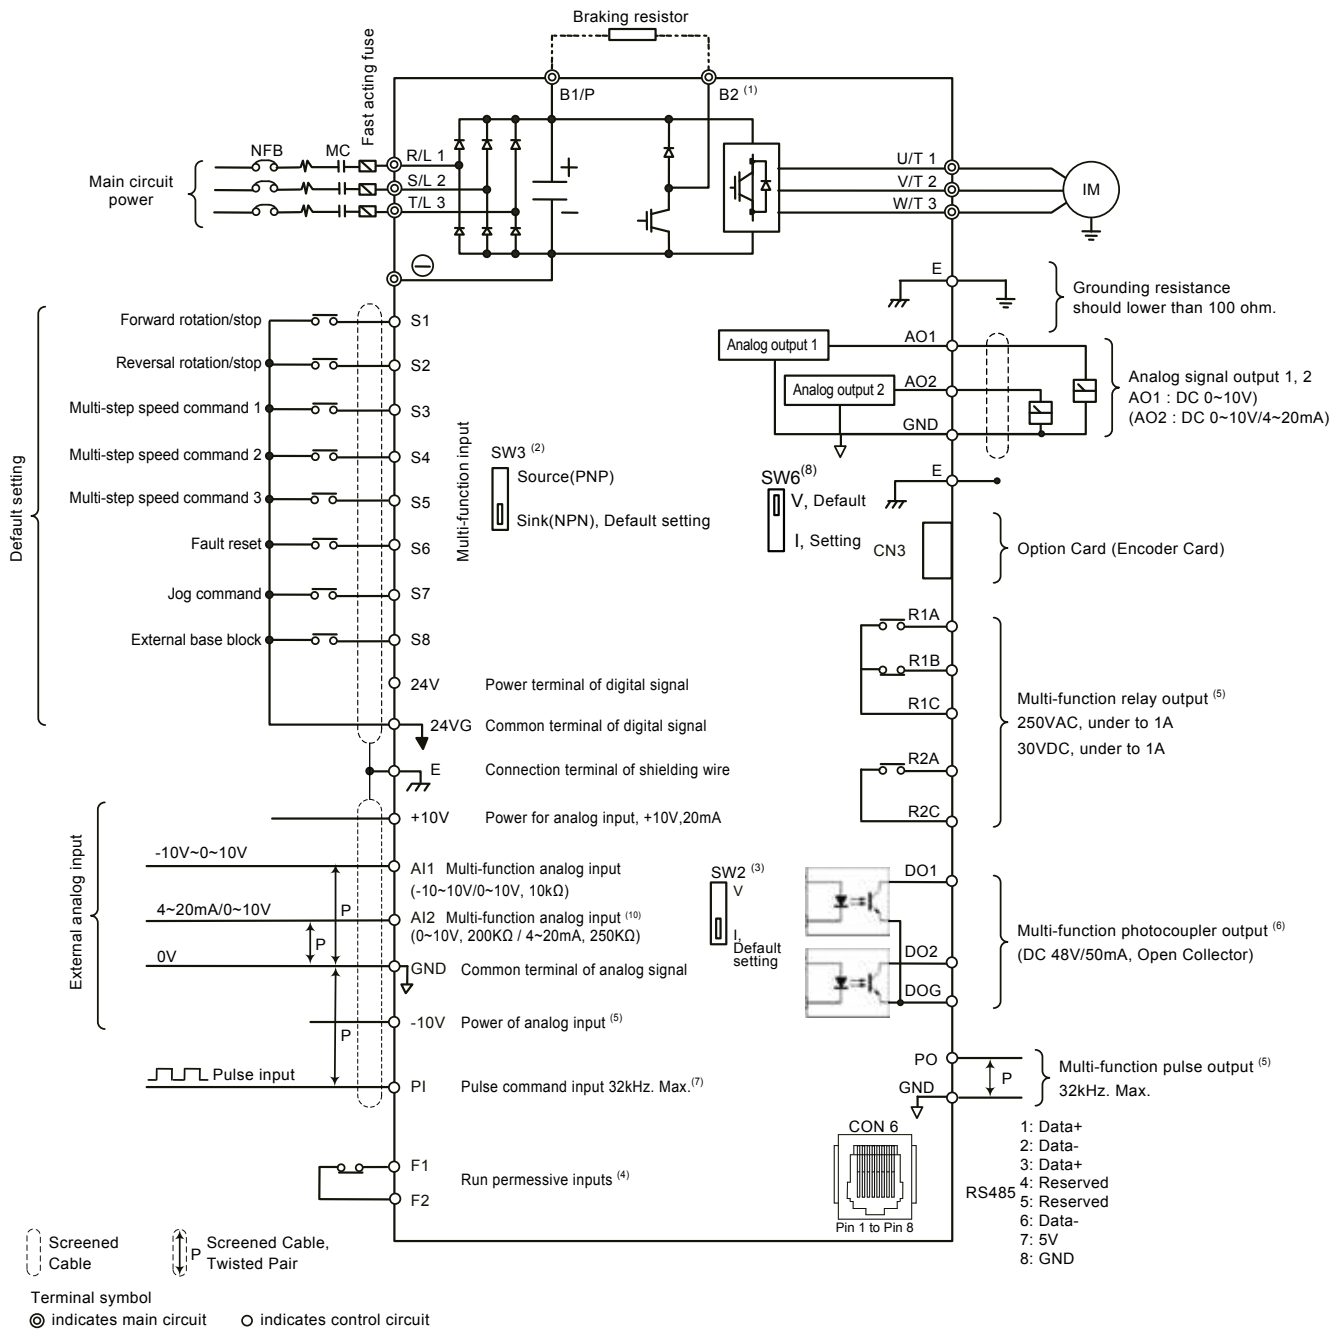 Braking resistor
Fast acting fuse
B1/P
B2 (1)
NFB
MC
R/L 1
S/L 2
T/L 3
Main circuit
power
U/T 1
V/T 2
W/T 3
IM
E
Grounding resistance
should lower than 100 ohm.
Default setting
Forward rotation/stop
S1
Reversal rotation/stop
S2
Multi-step speed command 1
S3
Multi-step speed command 2
S4
Multi-step speed command 3
S5
Fault reset
S6
Jog command
S7
External base block
S8
Multi-function input
SW3 (2)
Source(PNP)
Sink(NPN), Default setting
24V
Power terminal of digital signal
24VG
Common terminal of digital signal
E
Connection terminal of shielding wire
Analog output 1
AO1
Analog output 2
AO2
GND
Analog signal output 1, 2
AO1 : DC 0~10V)
(AO2 : DC 0~10V/4~20mA)
SW6(8)
V, Default
I, Setting
E
CN3
Option Card (Encoder Card)
R1A
R1B
R1C
R2A
R2C
Multi-function relay output (5)
250VAC, under to 1A
30VDC, under to 1A
External analog input
+10V
Power for analog input, +10V,20mA
-10V~0~10V
AI1 Multi-function analog input
(-10~10V/0~10V, 10kΩ)
P
4~20mA/0~10V
AI2 Multi-function analog input (10)
(0~10V, 200KΩ / 4~20mA, 250KΩ)
P
0V
GND
Common terminal of analog signal
-10V
Power of analog input (5)
P
Pulse input
PI
Pulse command input 32kHz. Max.(7)
SW2 (3)
V
I,
Default
setting
DO1
DO2
DOG
Multi-function photocoupler output (6)
(DC 48V/50mA, Open Collector)
PO
GND
P
Multi-function pulse output (5)
32kHz. Max.
F1
F2
Run permessive inputs (4)
CON 6
Pin 1 to Pin 8
RS485
1: Data+
2: Data-
3: Data+
4: Reserved
5: Reserved
6: Data-
7: 5V
8: GND
Screened
Cable
P
Screened Cable,
Twisted Pair
Terminal symbol
indicates main circuit
indicates control circuit